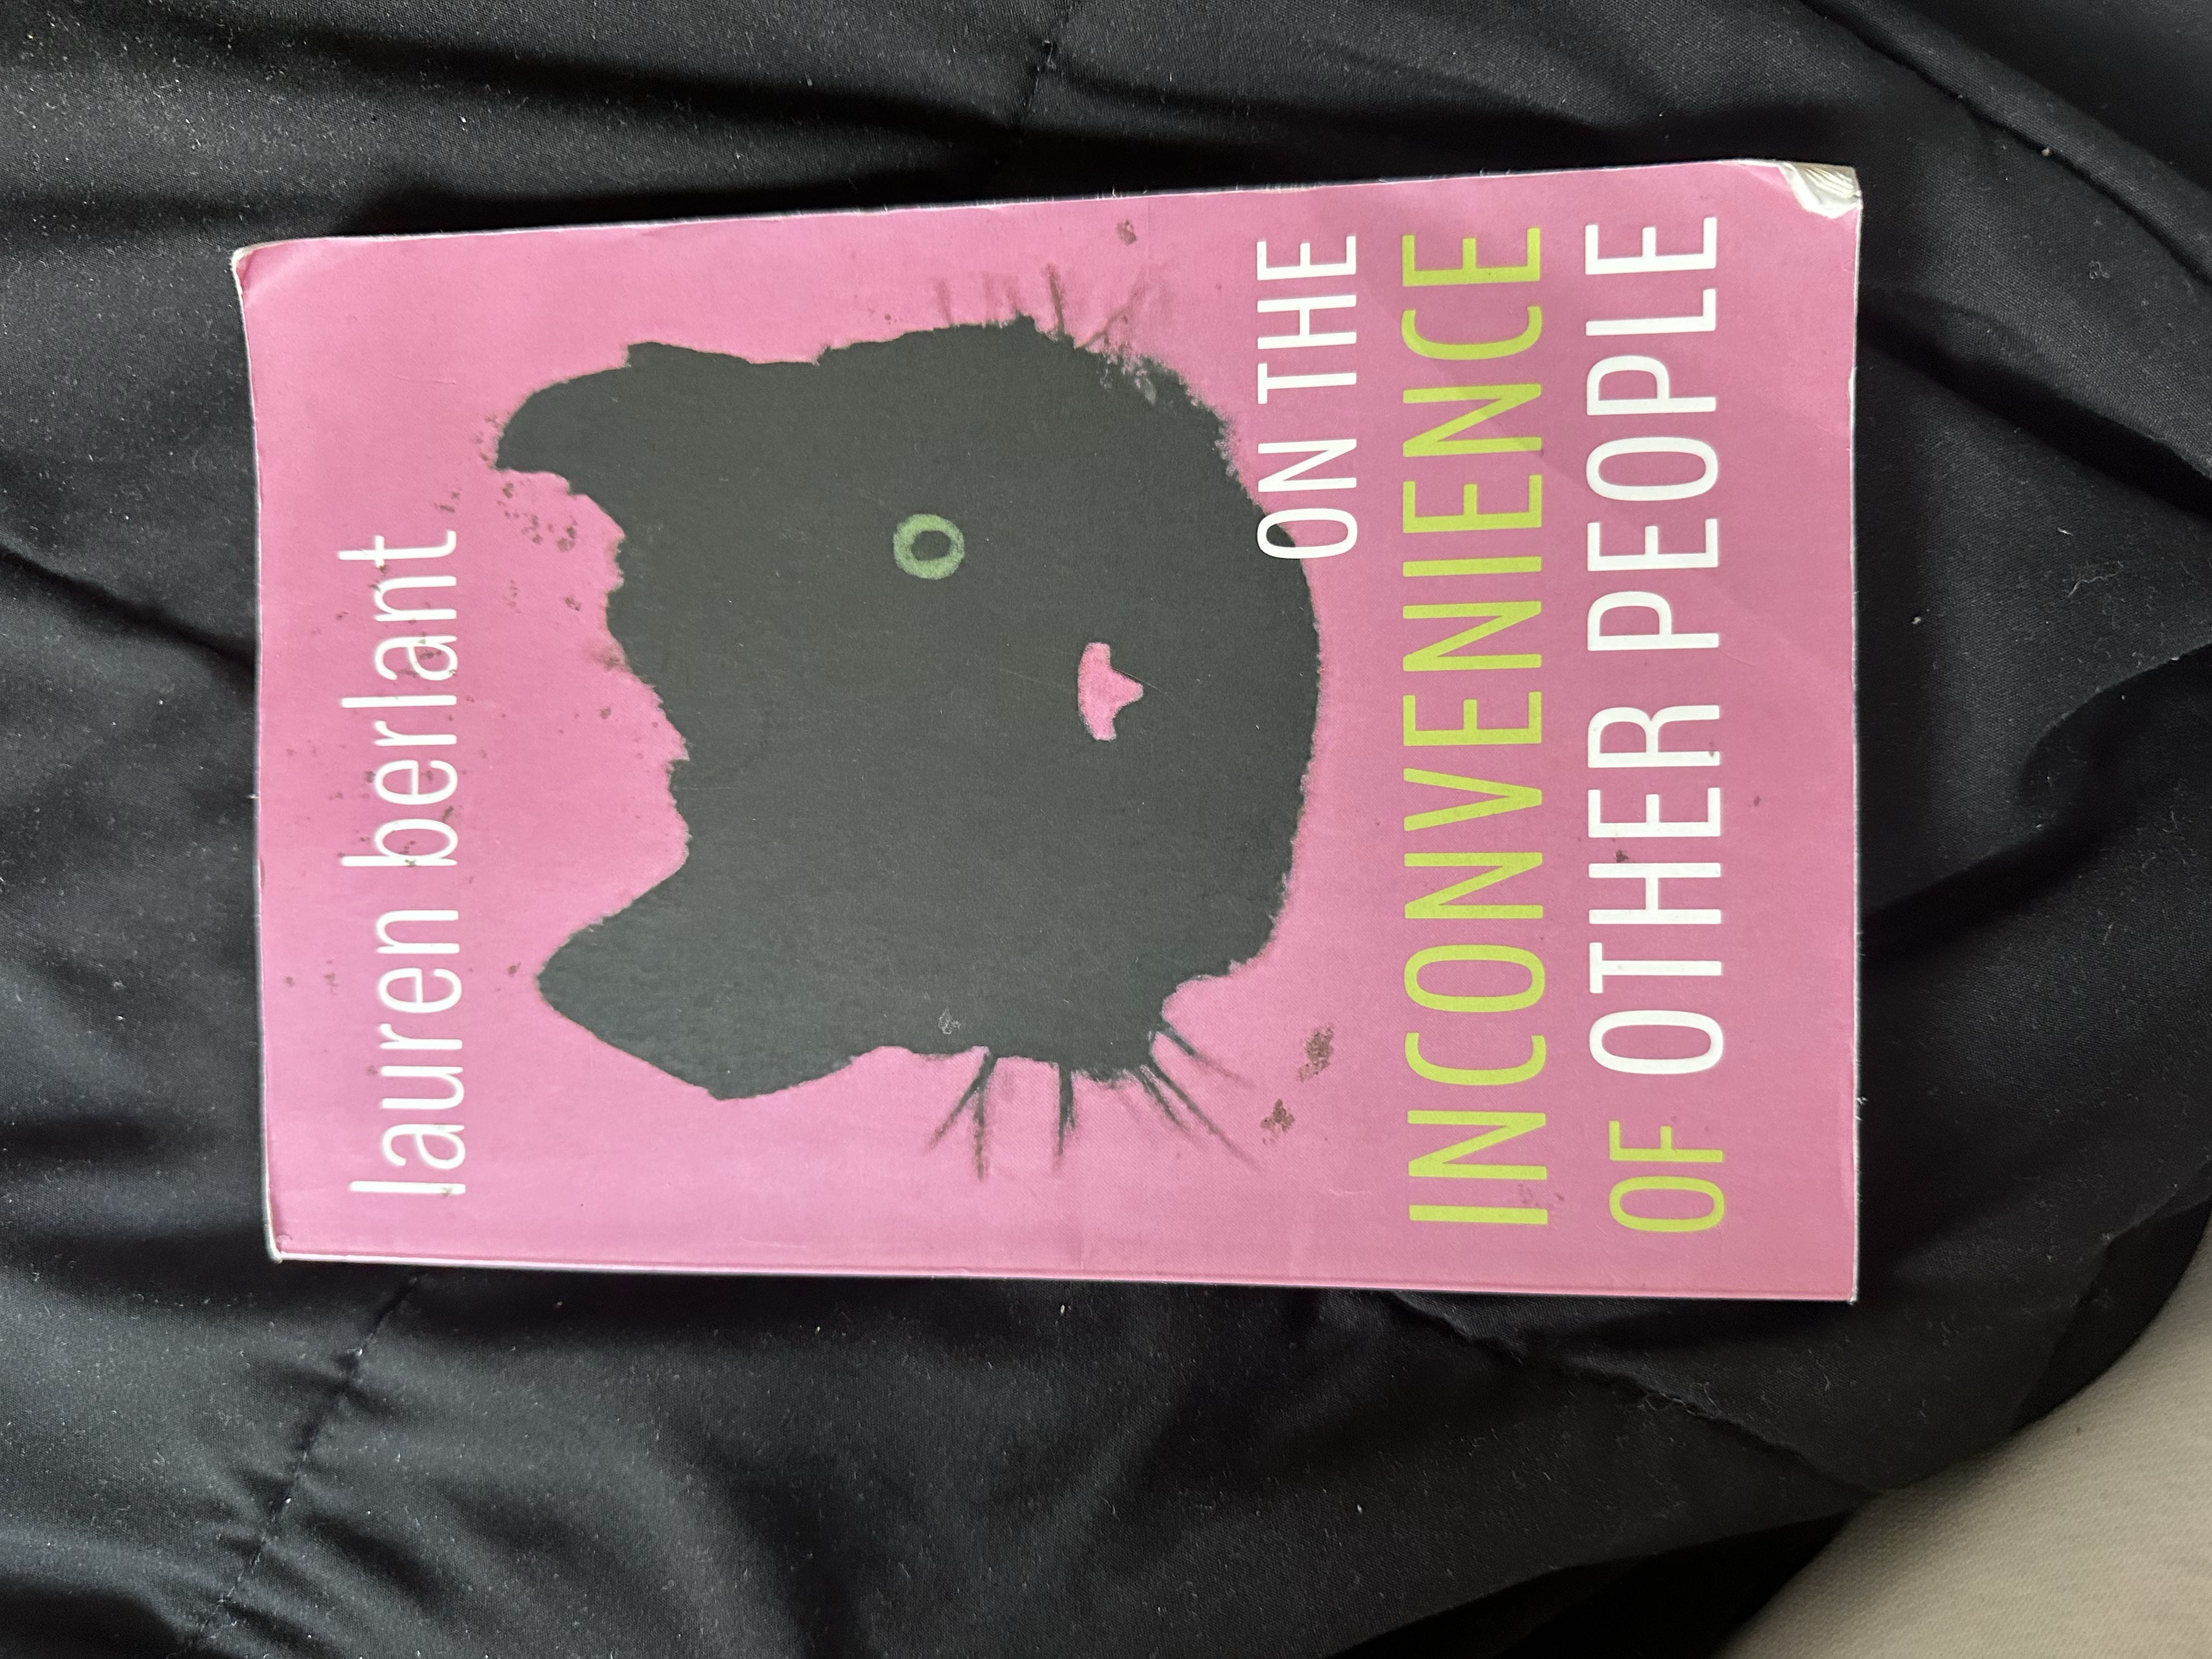 lauren berlant
ON THE
INCONVENIENCE
OF OTHER PEOPLE